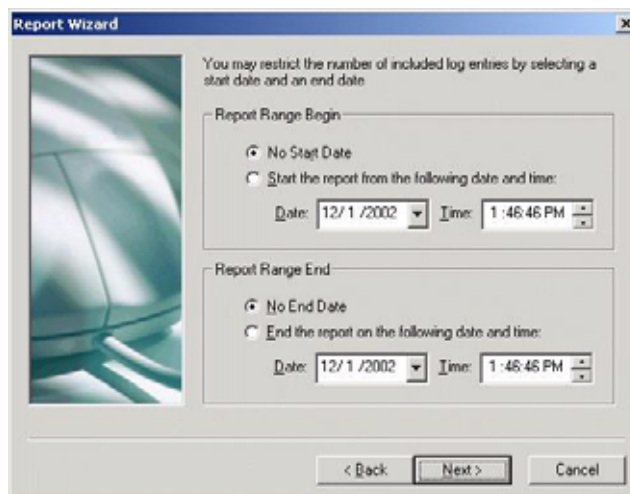 Report Wizard
You may restrict the number of included log entries by selecting a
start date and an end date
Report Range Begin
No Start Date
Start the report from the following date and time:
Date: 12/ 1 /2002 Time: 1 :46:46 PM
Report Range End
No End Date
End the report on the following date and time:
Date: 12/ 1 /2002 Time: 1 :46:46 PM
< Back Next > Cancel